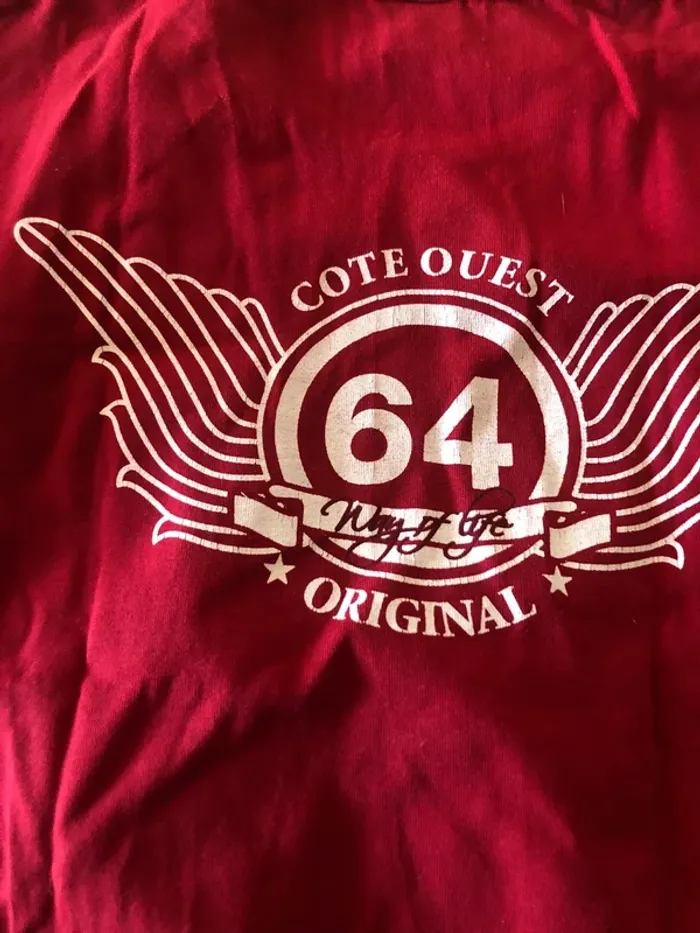 COTE OUEST
64
Way of life
ORIGINAL